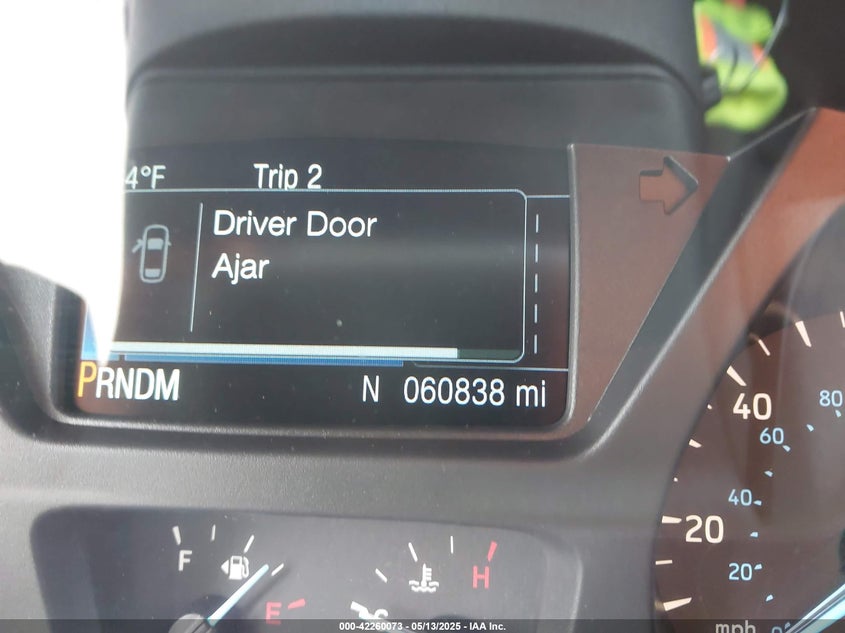 4°F Trip 2
Driver Door
Ajar
PRNDM N 060838 mi
40 80
60
40
20
20
F H
E
mph 0
000-42260073 - 05/13/2025 - IAA Inc.